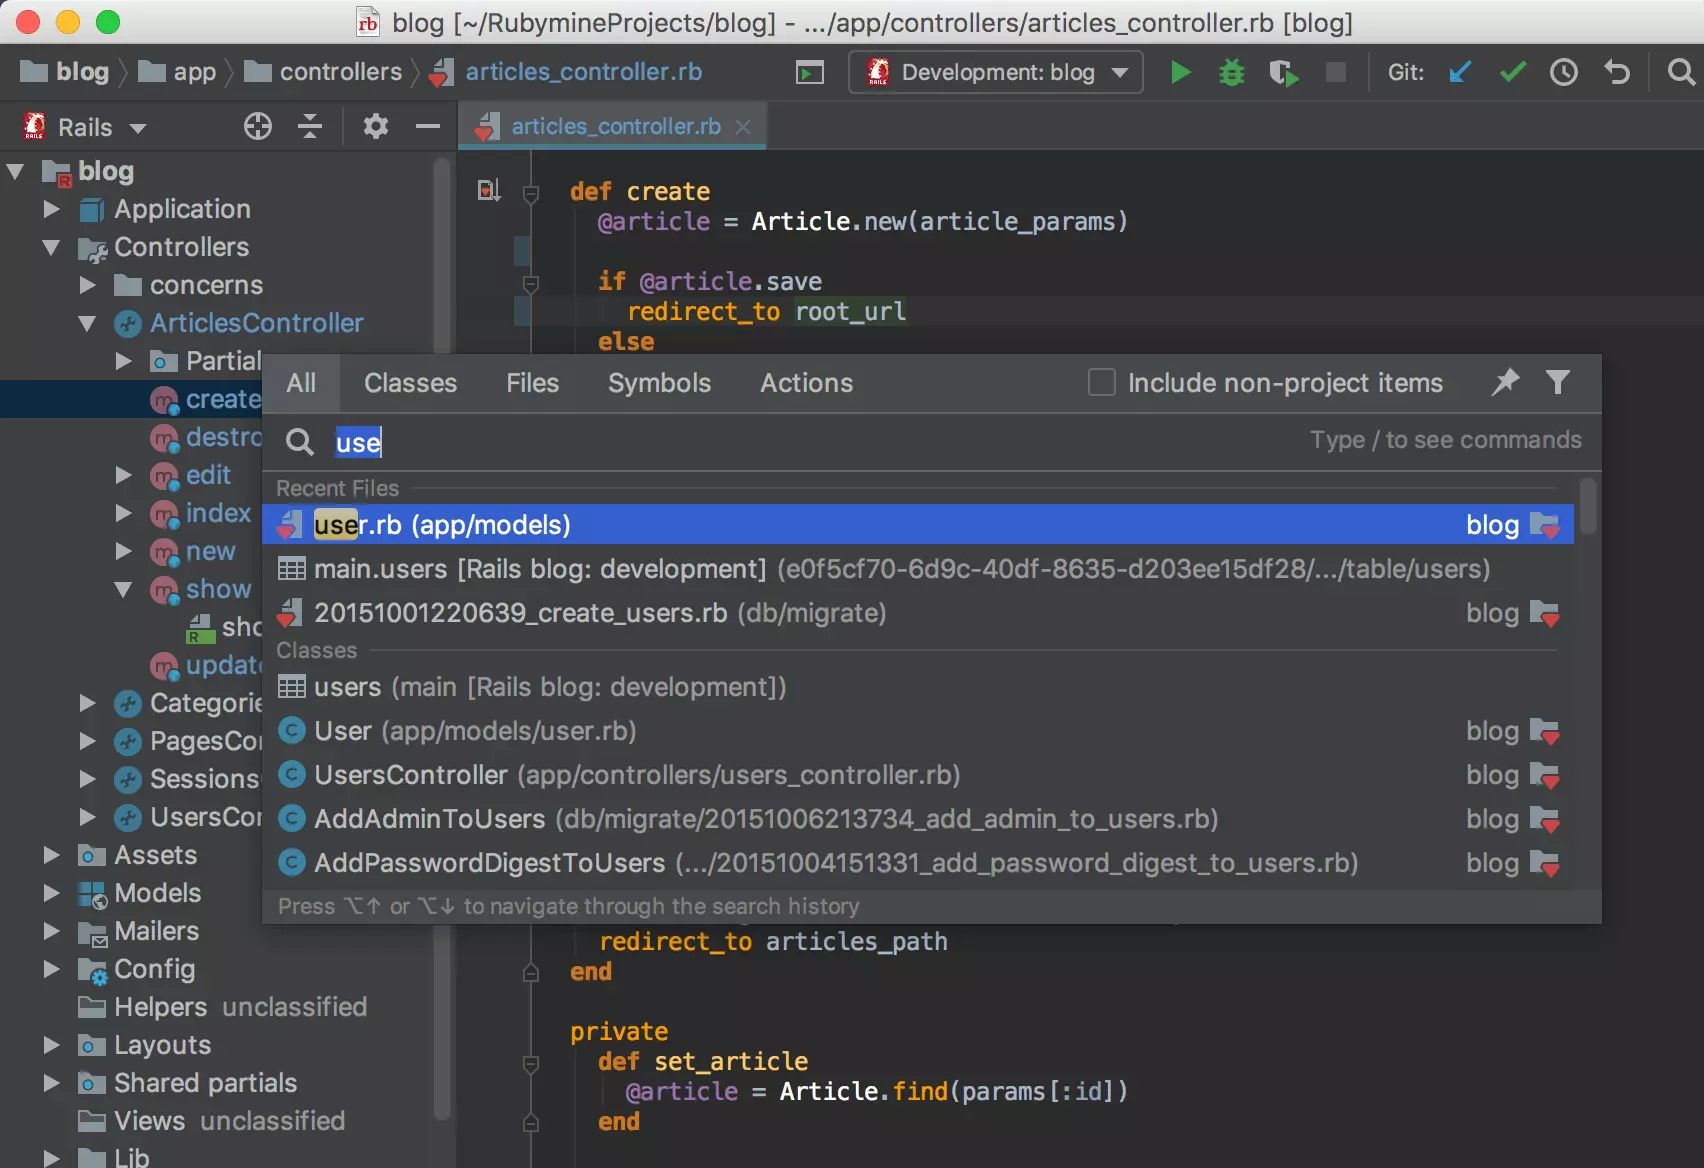 blog [~/RubymineProjects/blog] - .../app/controllers/articles_controller.rb [blog]
blog app controllers articles_controller.rb Development: blog Git:
Rails
articles_controller.rb
blog
Application
Controllers
concerns
ArticlesController
Partial
create
destro
edit
index
new
show
sho
update
Categorie
PagesCo
Sessions
UsersCo
Assets
Models
Mailers
Config
Helpers unclassified
Layouts
Shared partials
Views unclassified
Lib
def create
@article = Article.new(article_params)
if @article.save
redirect_to root_url
else
All Classes Files Symbols Actions Include non-project items
use Type / to see commands
Recent Files
user.rb (app/models) blog
main.users [Rails blog: development] (e0f5cf70-6d9c-40df-8635-d203ee15df28/.../table/users)
20151001220639_create_users.rb (db/migrate) blog
Classes
users (main [Rails blog: development])
User (app/models/user.rb) blog
UsersController (app/controllers/users_controller.rb) blog
AddAdminToUsers (db/migrate/20151006213734_add_admin_to_users.rb) blog
AddPasswordDigestToUsers (.../20151004151331_add_password_digest_to_users.rb) blog
Press ⌥↑ or ⌥↓ to navigate through the search history
redirect_to articles_path
end
private
def set_article
@article = Article.find(params[:id])
end